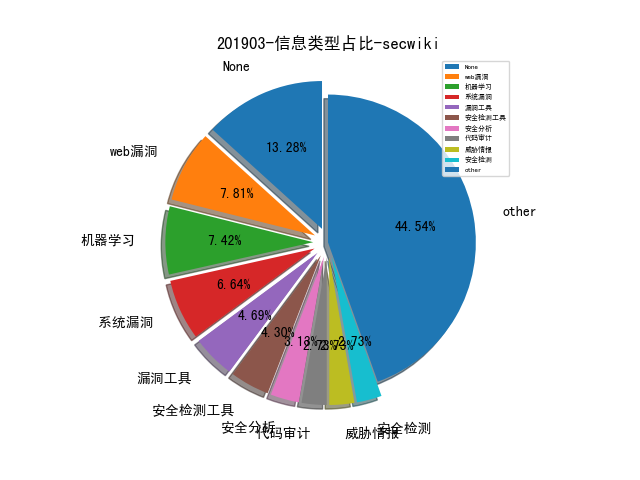 201903-信息类型占比-secwiki
None
web漏洞
机器学习
系统漏洞
漏洞工具
安全检测工具
安全分析
代码审计
威胁情报
安全检测
other
None
13.28%
web漏洞
7.81%
机器学习
7.42%
系统漏洞
6.64%
漏洞工具
4.69%
安全检测工具
4.30%
安全分析
3.13%
代码审计
2.73%
威胁情报
2.73%
安全检测
2.73%
other
44.54%